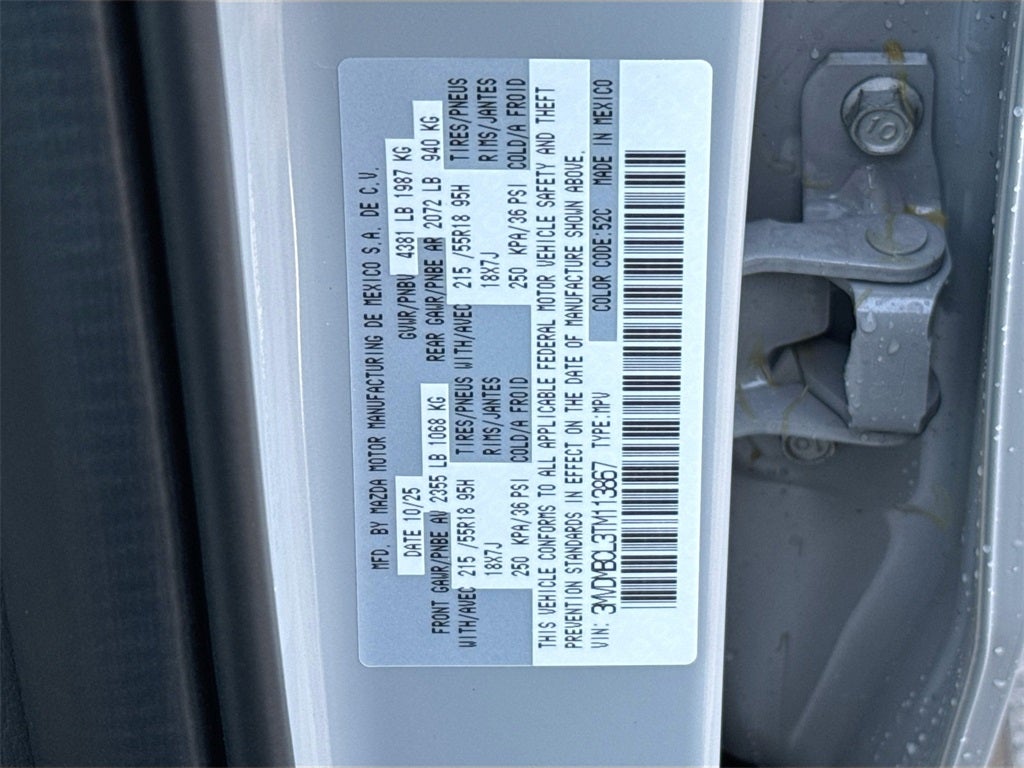 MFD. BY MAZDA MOTOR MANUFACTURING DE MEXICO S.A. DE C.V.
DATE 10/25 GVWR/PNBV 4381 LB 1987 KG
FRONT GAWR/PNBE AV 2355 LB 1068 KG REAR GAWR/PNBE AR 2072 LB 940 KG
WITH/AVEC 215 /55R18 95H TIRES/PNEUS WITH/AVEC 215 /55R18 95H TIRES/PNEUS
18X7J RIMS/JANTES 18X7J RIMS/JANTES
250 KPA/36 PSI COLD/A FROID 250 KPA/36 PSI COLD/A FROID
THIS VEHICLE CONFORMS TO ALL APPLICABLE FEDERAL MOTOR VEHICLE SAFETY AND THEFT
PREVENTION STANDARDS IN EFFECT ON THE DATE OF MANUFACTURE SHOWN ABOVE.
VIN: 3MVDMBCL3TM113867 TYPE:MPV COLOR CODE:52C MADE IN MEXICO
10